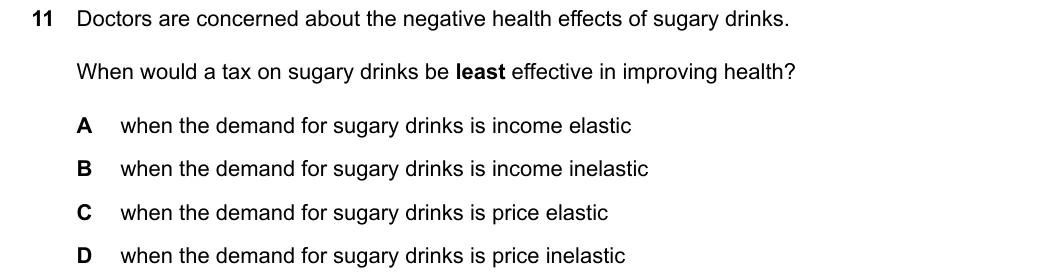 11 Doctors are concerned about the negative health effects of sugary drinks.
When would a tax on sugary drinks be least effective in improving health?
A when the demand for sugary drinks is income elastic
B when the demand for sugary drinks is income inelastic
C when the demand for sugary drinks is price elastic
D when the demand for sugary drinks is price inelastic